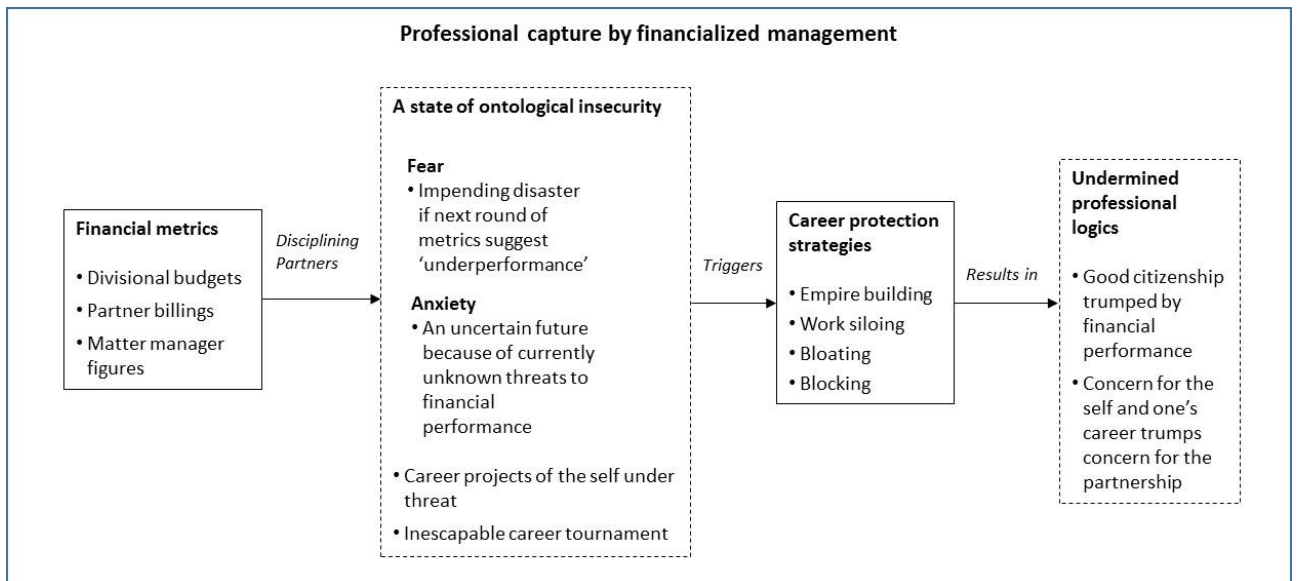 Professional capture by financialized management
Financial metrics
• Divisional budgets
• Partner billings
• Matter manager
figures
Disciplining
Partners
A state of ontological insecurity
Fear
• Impending disaster
if next round of
metrics suggest
‘underperformance’
Anxiety
• An uncertain future
because of currently
unknown threats to
financial
performance
• Career projects of the self under
threat
• Inescapable career tournament
Triggers
Career protection
strategies
• Empire building
• Work siloing
• Bloating
• Blocking
Results in
Undermined
professional
logics
• Good citizenship
trumped by
financial
performance
• Concern for the
self and one’s
career trumps
concern for the
partnership